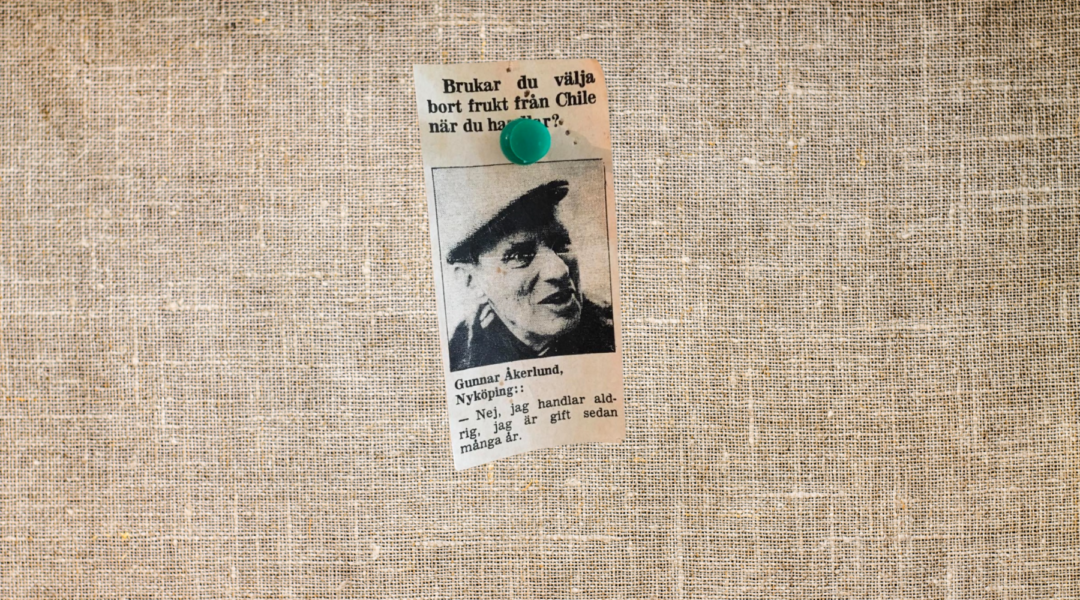 Brukar du välja
bort frukt från Chile
när du handlar?
Gunnar Åkerlund,
Nyköping::
— Nej, jag handlar ald-
rig, jag är gift sedan
många år.